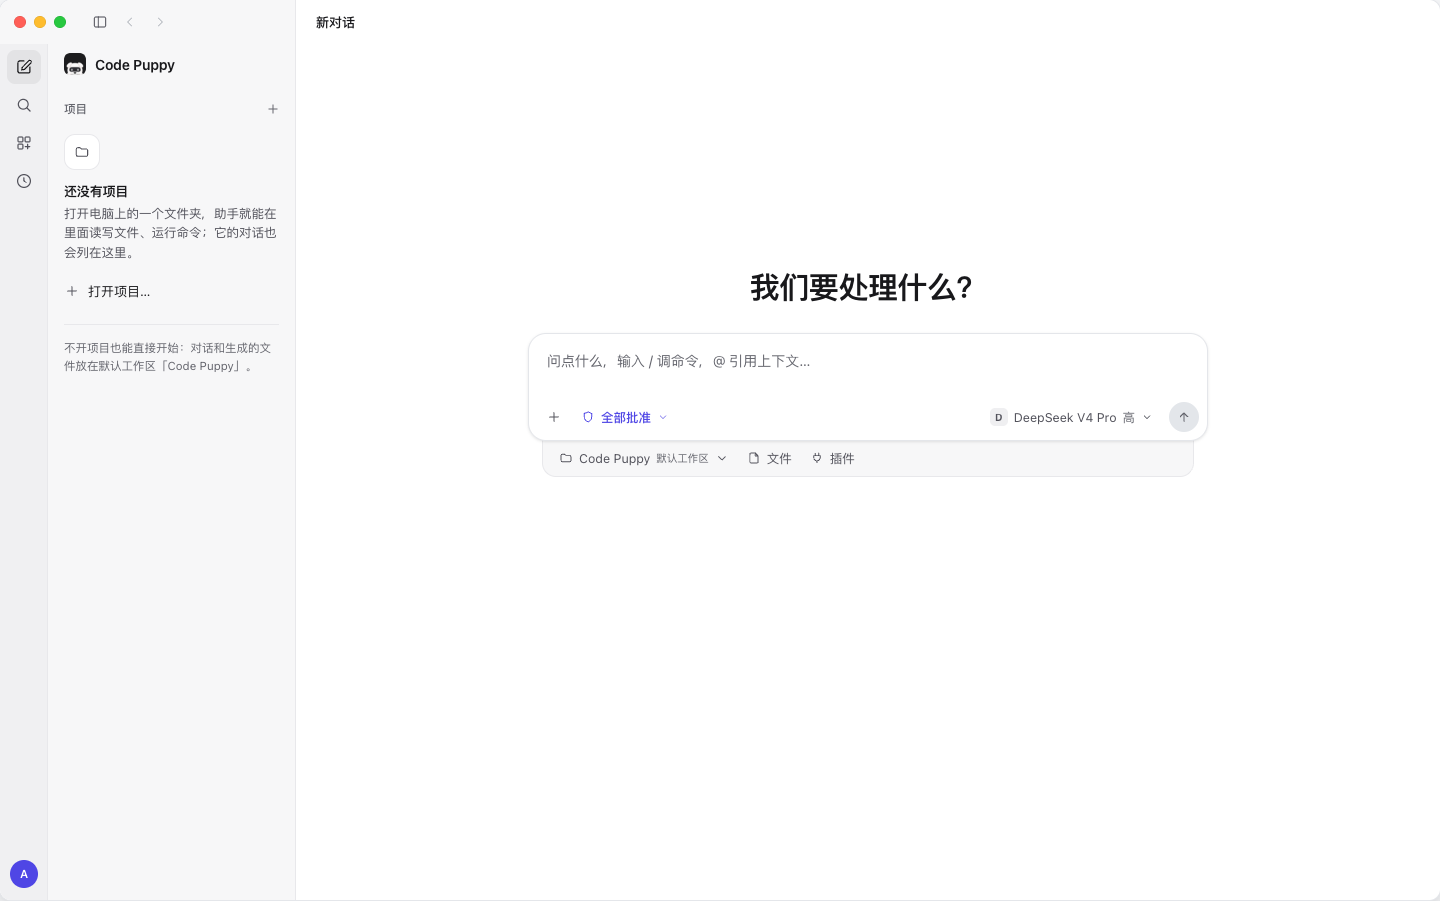 新对话
Code Puppy
项目
还没有项目
打开电脑上的一个文件夹，助手就能在
里面读写文件、运行命令；它的对话也
会列在这里。
打开项目...
不开项目也能直接开始：对话和生成的文
件放在默认工作区「Code Puppy」。
A
我们要处理什么?
问点什么，输入 / 调命令，@ 引用上下文...
全部批准
D DeepSeek V4 Pro 高
Code Puppy 默认工作区 文件 插件